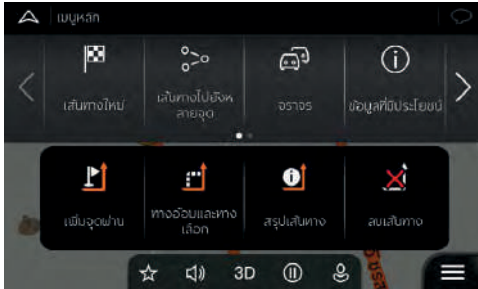 เมนูหลัก
เส้นทางใหม่
เส้นทางไปยังห
ลายจุด
จราจร
ข้อมูลที่มีประโยชน์
เพิ่มจุดผ่าน
ทางอ้อมและทาง
เลือก
สรุปเส้นทาง
ลบเส้นทาง
3D